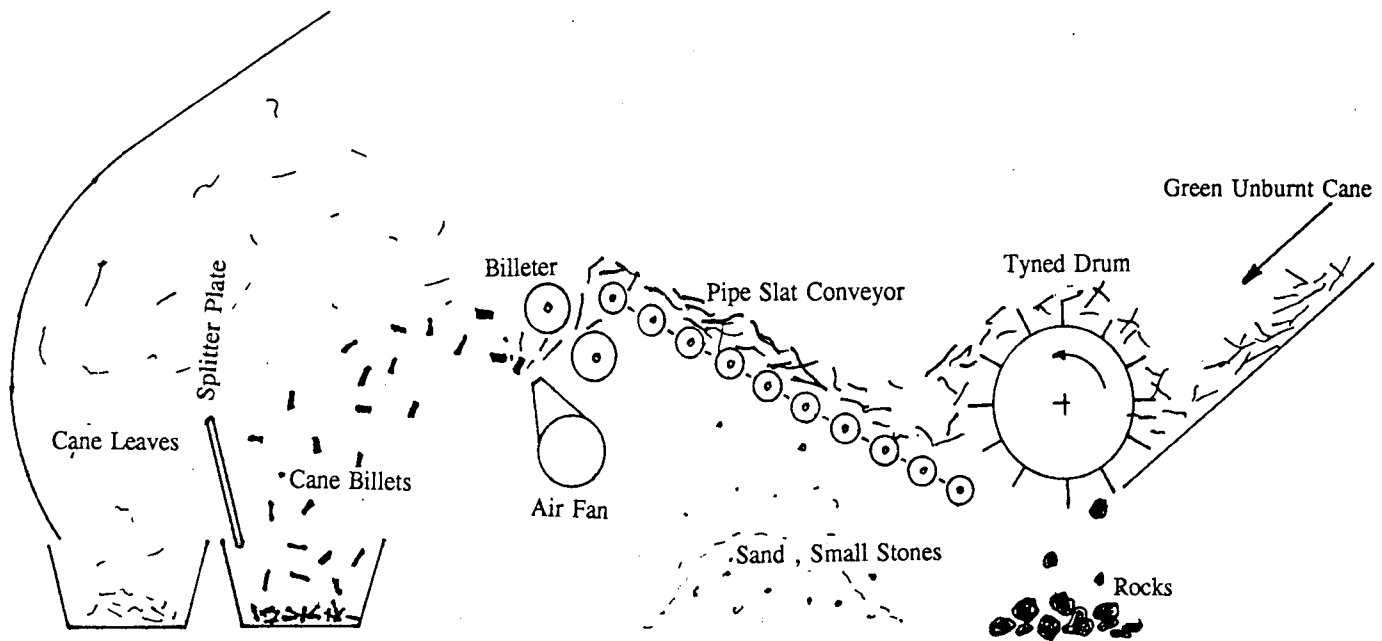 Green Unburnt Cane
Tyned Drum
Billeter
Pipe Slat Conveyor
Splitter Plate
Cane Leaves
Cane Billets
Air Fan
Sand , Small Stones
Rocks